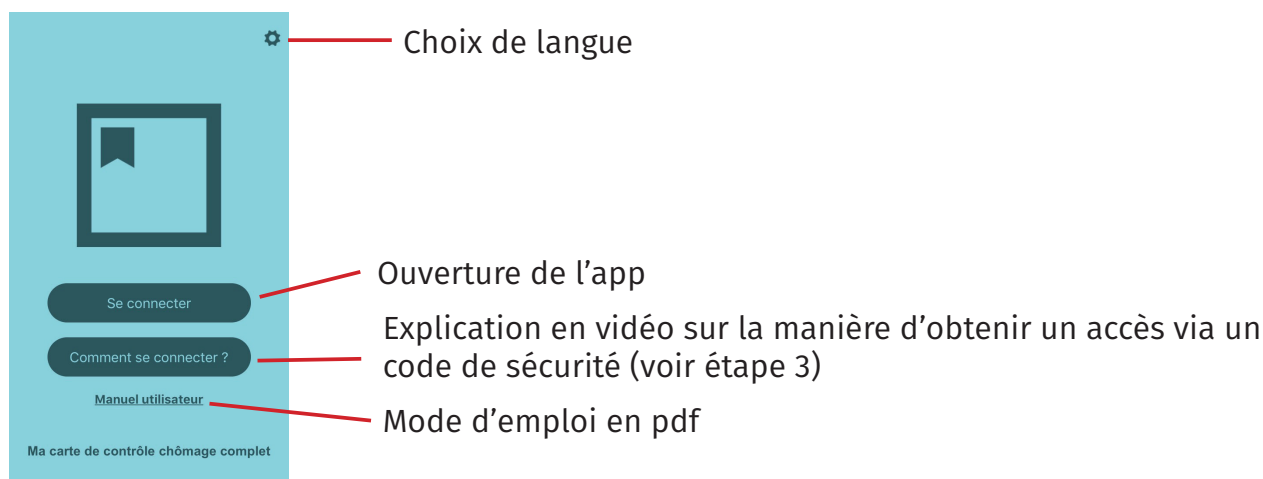 Choix de langue
Ouverture de l’app
Se connecter
Explication en vidéo sur la manière d’obtenir un accès via un
code de sécurité (voir étape 3)
Comment se connecter ?
Manuel utilisateur
Mode d’emploi en pdf
Ma carte de contrôle chômage complet